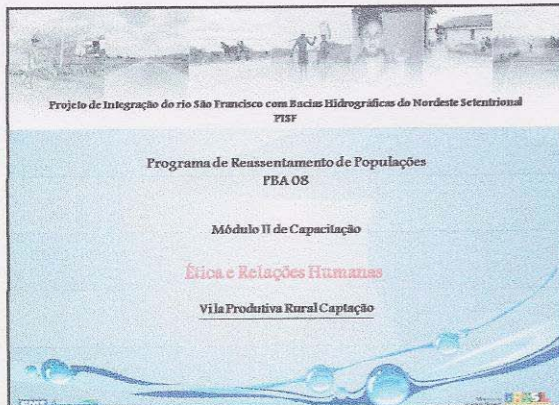 Projeto de Integração do rio São Francisco com Bacias Hidrográficas do Nordeste Setentrional
PISF
Programa de Reassentamento de Populações
PBA 08
Módulo II de Capacitação
Ética e Relações Humanas
Vila Produtiva Rural Captação
BRASIL